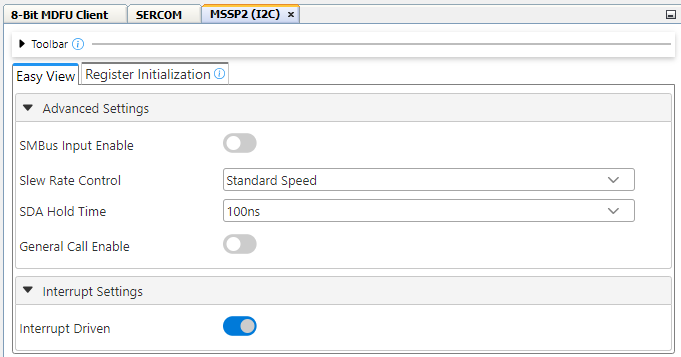 8-Bit MDFU Client SERCOM MSSP2 (I2C) ×
Toolbar
Easy View Register Initialization
Advanced Settings
SMBus Input Enable
Slew Rate Control Standard Speed
SDA Hold Time 100ns
General Call Enable
Interrupt Settings
Interrupt Driven